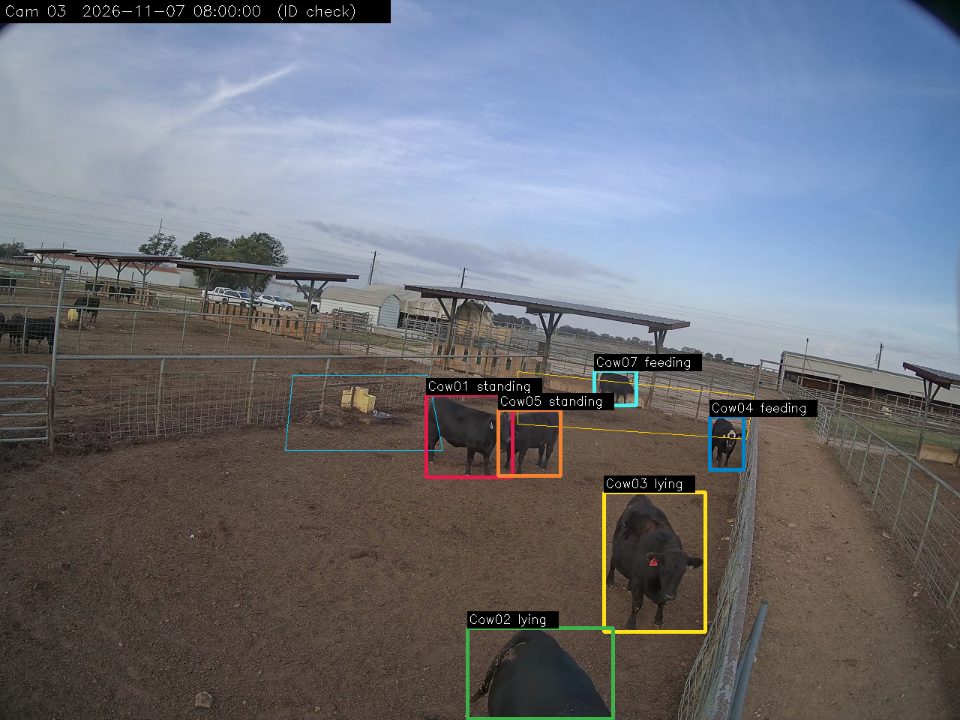 Cam 03 2026-11-07 08:00:00 (ID check)
Cow07 feeding
Cow01 standing
Cow05 standing
Cow04 feeding
Cow03 lying
Cow02 lying